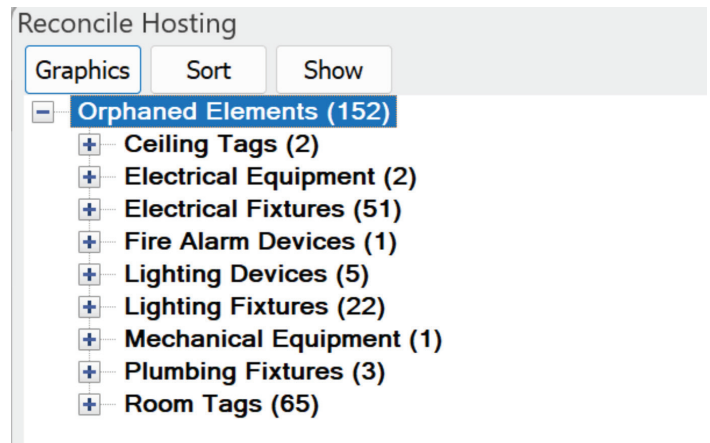 Reconcile Hosting
Graphics Sort Show
Orphaned Elements (152)
Ceiling Tags (2)
Electrical Equipment (2)
Electrical Fixtures (51)
Fire Alarm Devices (1)
Lighting Devices (5)
Lighting Fixtures (22)
Mechanical Equipment (1)
Plumbing Fixtures (3)
Room Tags (65)